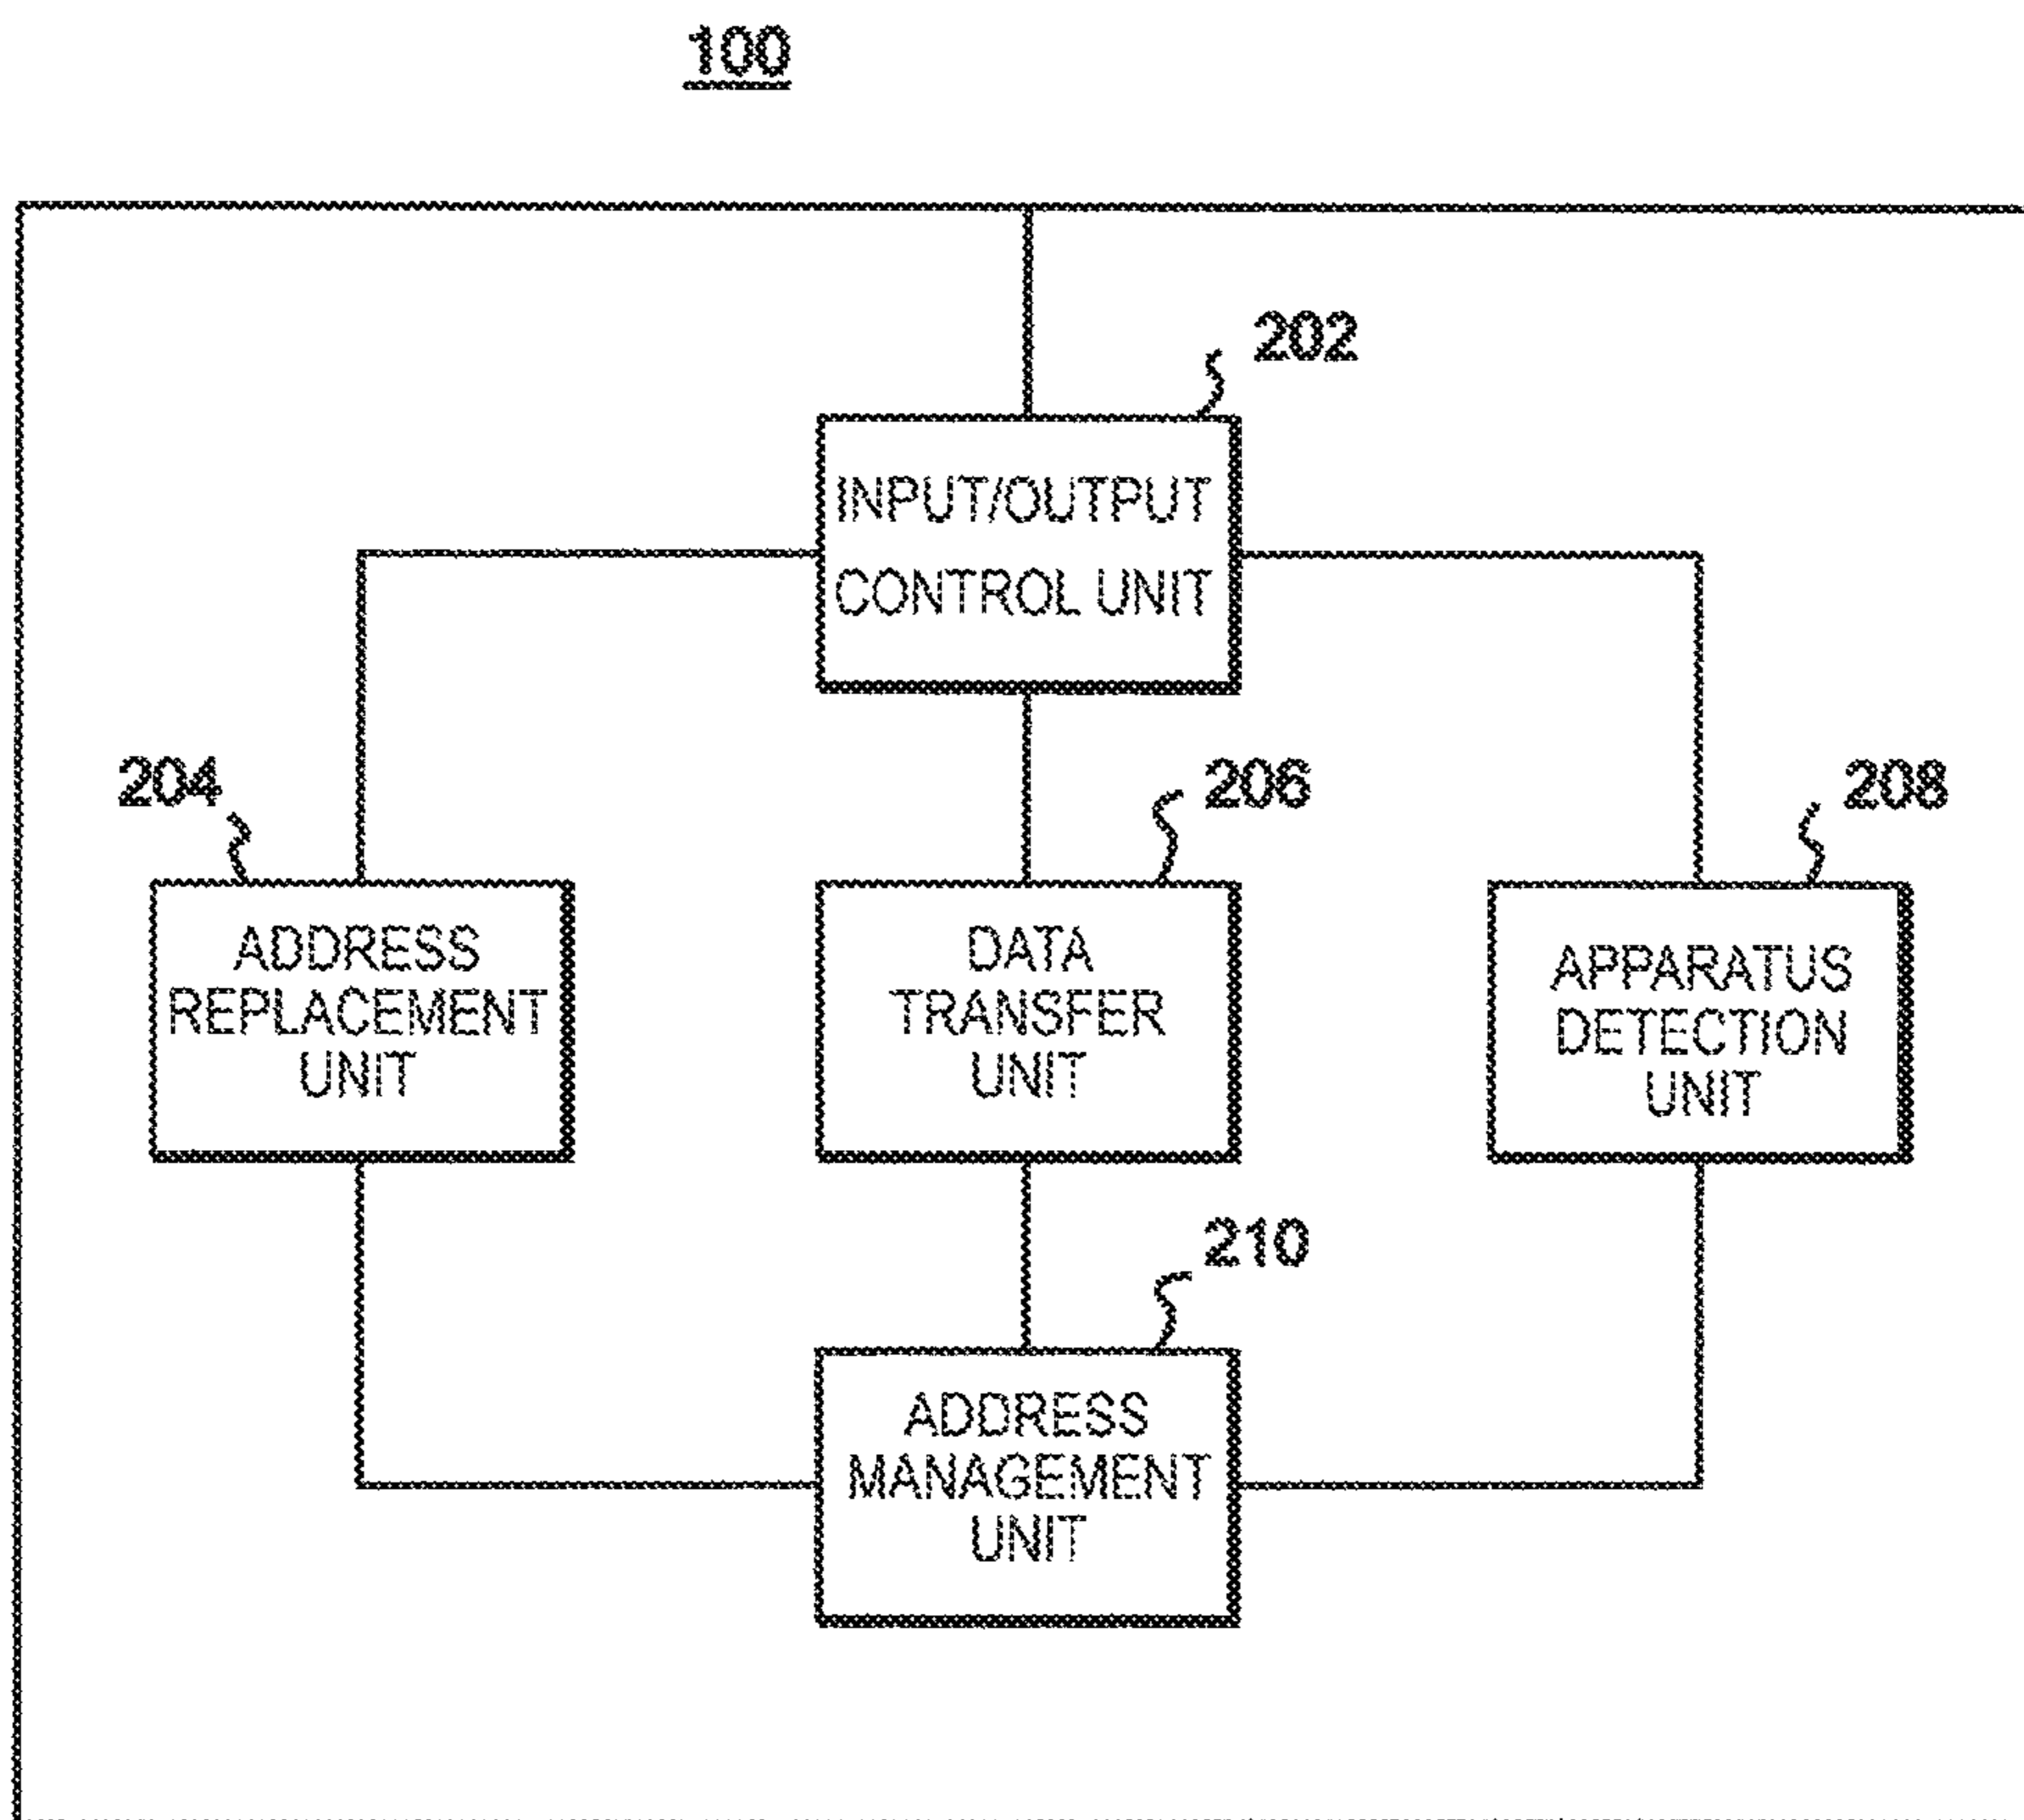 100
202
INPUT/OUTPUT
CONTROL UNIT
204
206
208
ADDRESS
REPLACEMENT
UNIT
DATA
TRANSFER
UNIT
APPARATUS
DETECTION
UNIT
210
ADDRESS
MANAGEMENT
UNIT